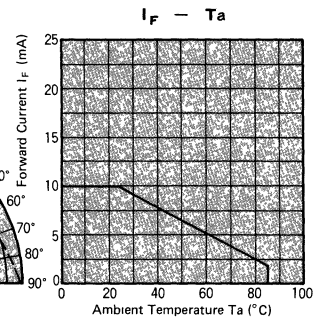 IF — Ta
Forward Current IF (mA)
25
20
15
10
5
0
0 20 40 60 80 100
Ambient Temperature Ta (°C)
0°
60°
70°
80°
90°